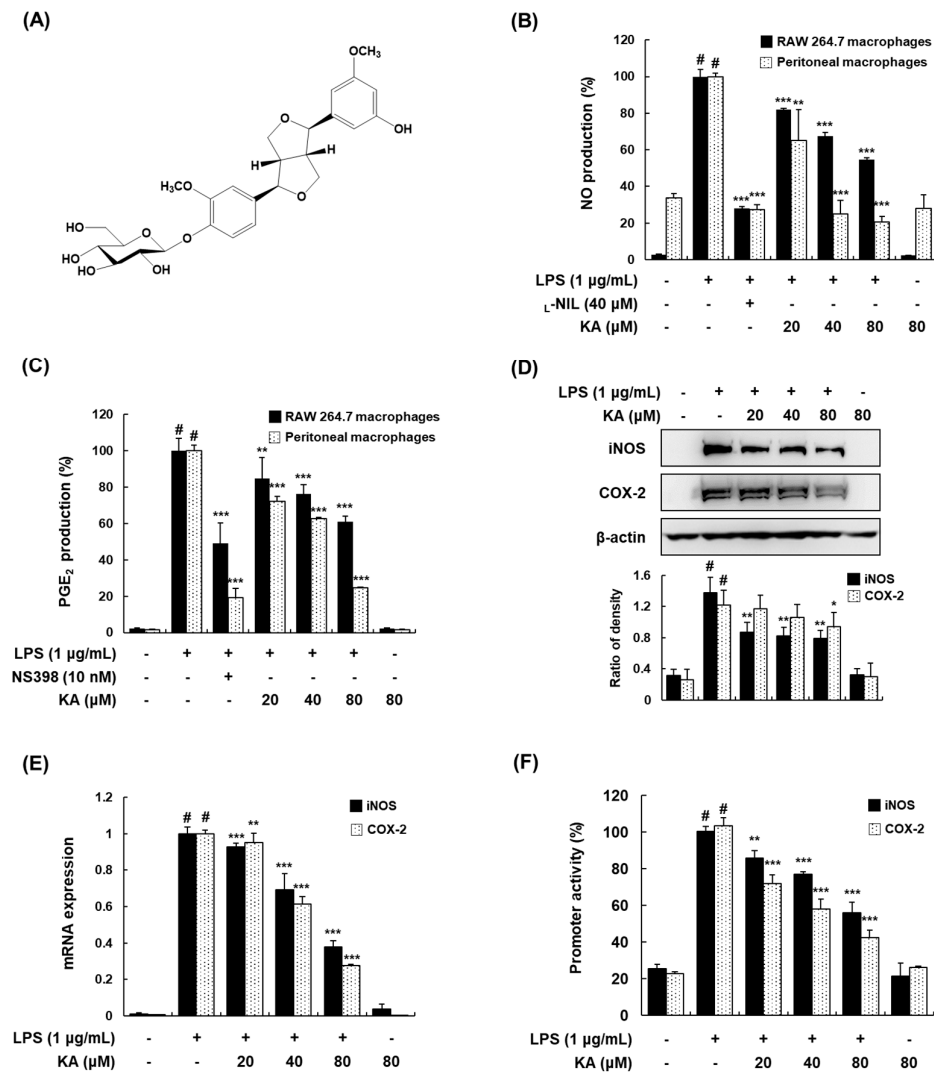 (A)
OCH₃
O
OH
H
H
H₃CO
O
HO
O
HO
O
HO
OH
OH
(B)
RAW 264.7 macrophages
Peritoneal macrophages
NO production (%)
120
100
80
60
40
20
0
# #
*** ***
*** **
*** ***
*** ***
LPS (1 µg/mL) - + + + + + -
L-NIL (40 µM) - - + - - - -
KA (µM) - - - 20 40 80 80
(C)
RAW 264.7 macrophages
Peritoneal macrophages
PGE₂ production (%)
120
100
80
60
40
20
0
# #
*** ***
** ***
*** ***
*** ***
LPS (1 µg/mL) - + + + + + -
NS398 (10 nM) - - + - - - -
KA (µM) - - - 20 40 80 80
(D)
LPS (1 µg/mL) - + + + + -
KA (µM) - - 20 40 80 80
iNOS
COX-2
β-actin
iNOS
COX-2
Ratio of density
1.6
1.2
0.8
0.4
0
# #
**
**
** *
(E)
iNOS
COX-2
mRNA expression
1.2
1
0.8
0.6
0.4
0.2
0
# #
*** **
*** ***
*** ***
LPS (1 µg/mL) - + + + + -
KA (µM) - - 20 40 80 80
(F)
iNOS
COX-2
Promoter activity (%)
120
100
80
60
40
20
0
# #
** ***
*** ***
*** ***
LPS (1 µg/mL) - + + + + -
KA (µM) - - 20 40 80 80